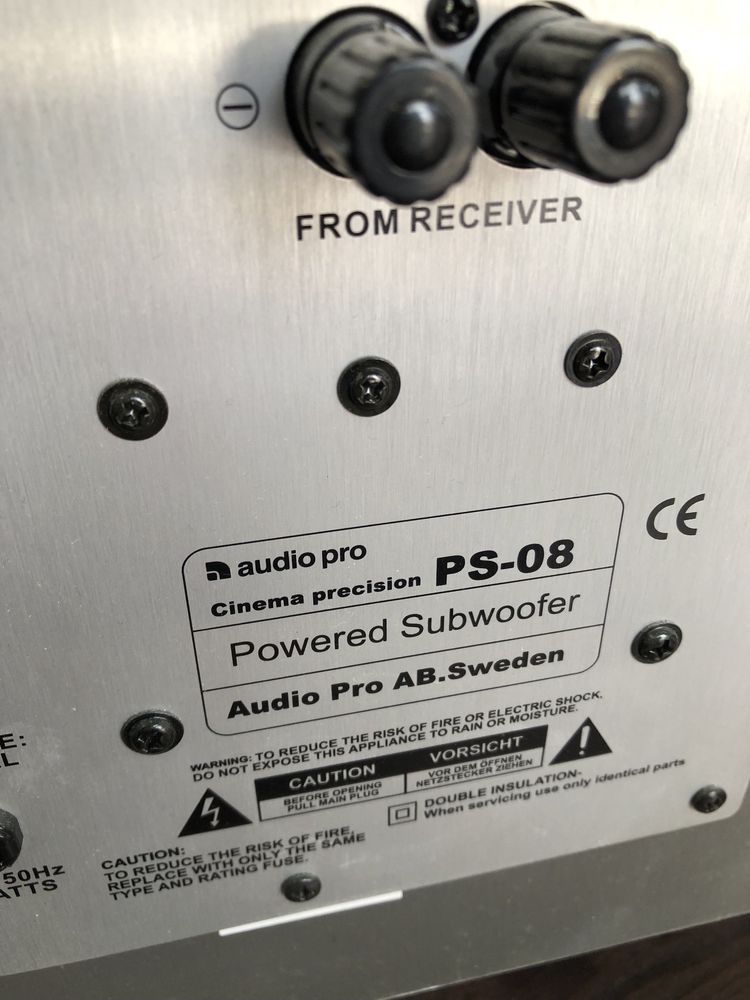 FROM RECEIVER
CE
audio pro
Cinema precision PS-08
Powered Subwoofer
Audio Pro AB.Sweden
WARNING: TO REDUCE THE RISK OF FIRE OR ELECTRIC SHOCK,
DO NOT EXPOSE THIS APPLIANCE TO RAIN OR MOISTURE.
CAUTION
BEFORE OPENING
PULL MAIN PLUG
VORSICHT
VOR DEM ÖFFNEN
NETZSTECKER ZIEHEN
DOUBLE INSULATION-
When servicing use only identical parts
E:
EL
50Hz
ATTS
CAUTION:
TO REDUCE THE RISK OF FIRE,
REPLACE WITH ONLY THE SAME
TYPE AND RATING FUSE.